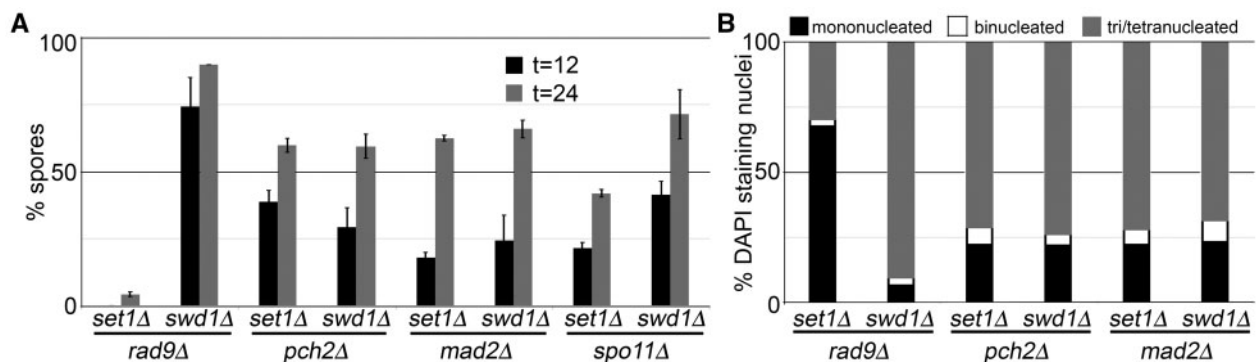 A
% spores
100
50
0
t=12
t=24
set1Δ swd1Δ set1Δ swd1Δ set1Δ swd1Δ set1Δ swd1Δ
rad9Δ pch2Δ mad2Δ spo11Δ
B
mononucleated binucleated tri/tetranucleated
% DAPI staining nuclei
100
50
0
set1Δ swd1Δ set1Δ swd1Δ set1Δ swd1Δ
rad9Δ pch2Δ mad2Δ